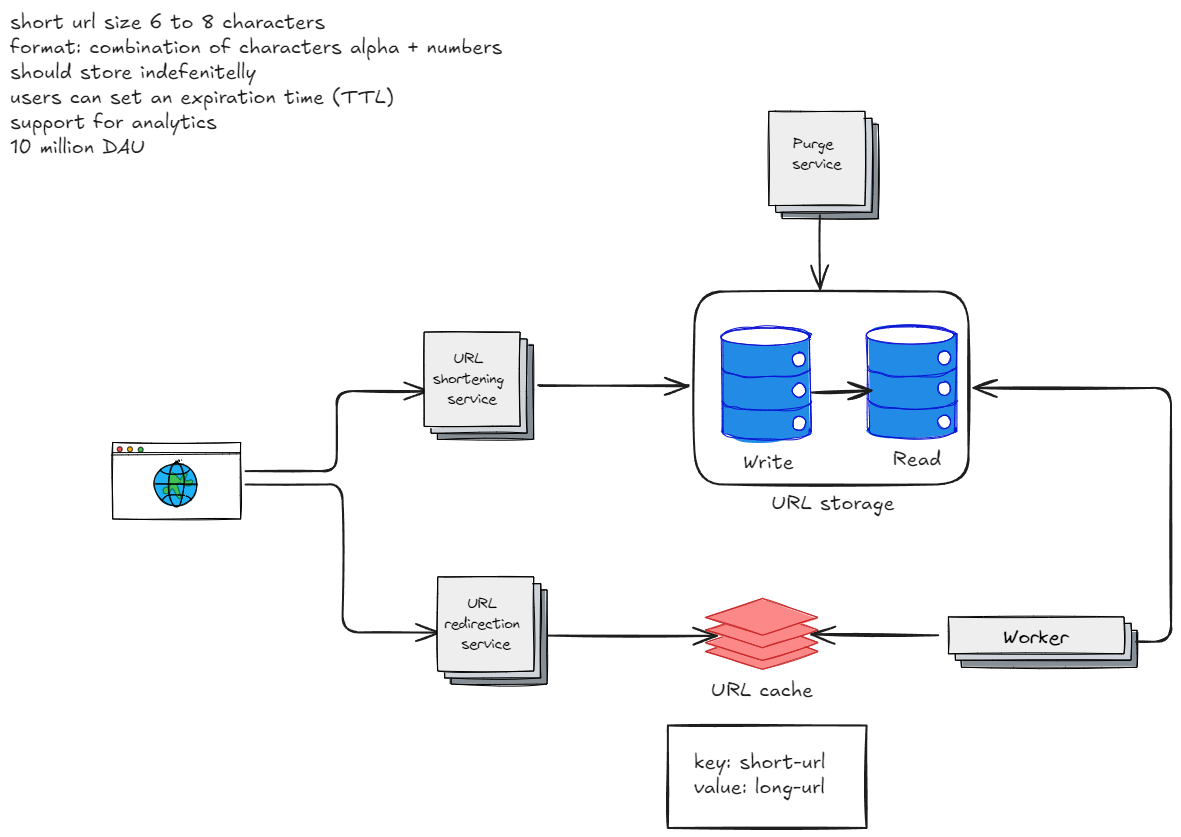 short url size 6 to 8 characters
format: combination of characters alpha + numbers
should store indefenitelly
users can set an expiration time (TTL)
support for analytics
10 million DAU
Purge
service
URL
shortening
service
Write
Read
URL storage
URL
redirection
service
Worker
URL cache
key: short-url
value: long-url